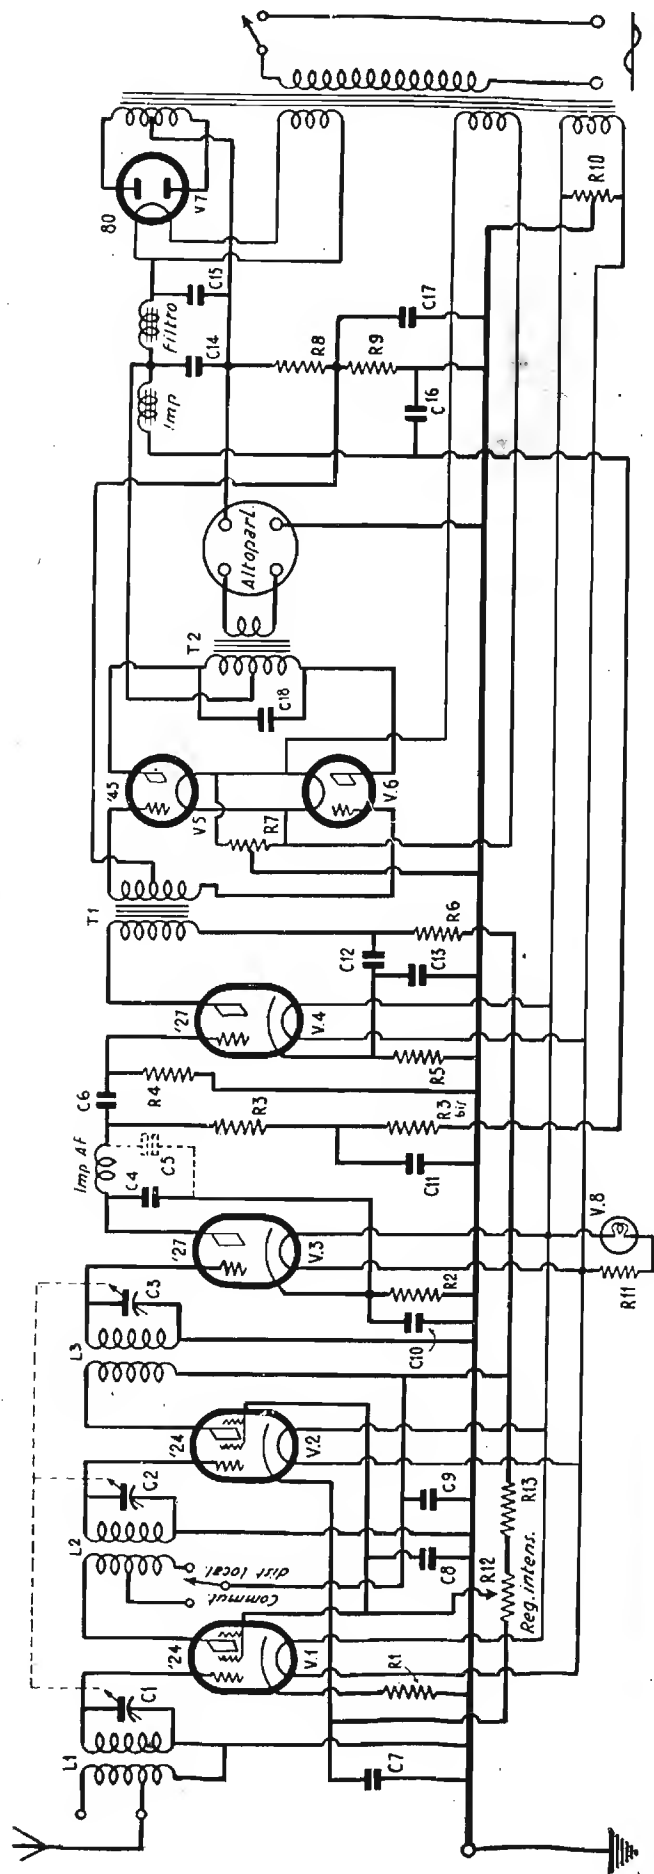 L1
C1
'24
V.1
R1
C7
L2
Commut.
dist. local.
C2
'24
V.2
C8
C9
R12
Reg. intens.
R13
L3
C3
'27
V.3
R2
C10
Imp AF
C4
C5
C6
R3
R3
bis
C11
R4
'27
V.4
R5
C12
C13
R6
V.8
R11
T1
'45
V5
R7
V.6
C18
T2
Altoparl.
Imp
Filtro
C14
C15
R8
R9
C16
C17
80
V7
R10